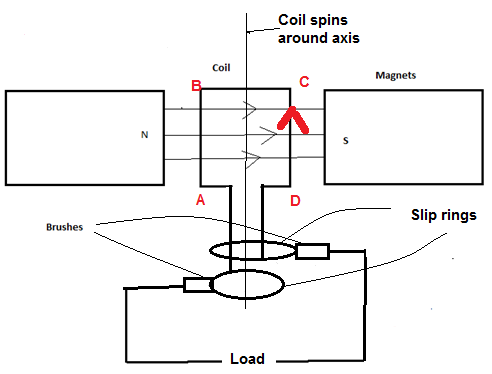 Coil spins
around axis
Coil
Magnets
B
C
N
S
A
D
Slip rings
Brushes
Load